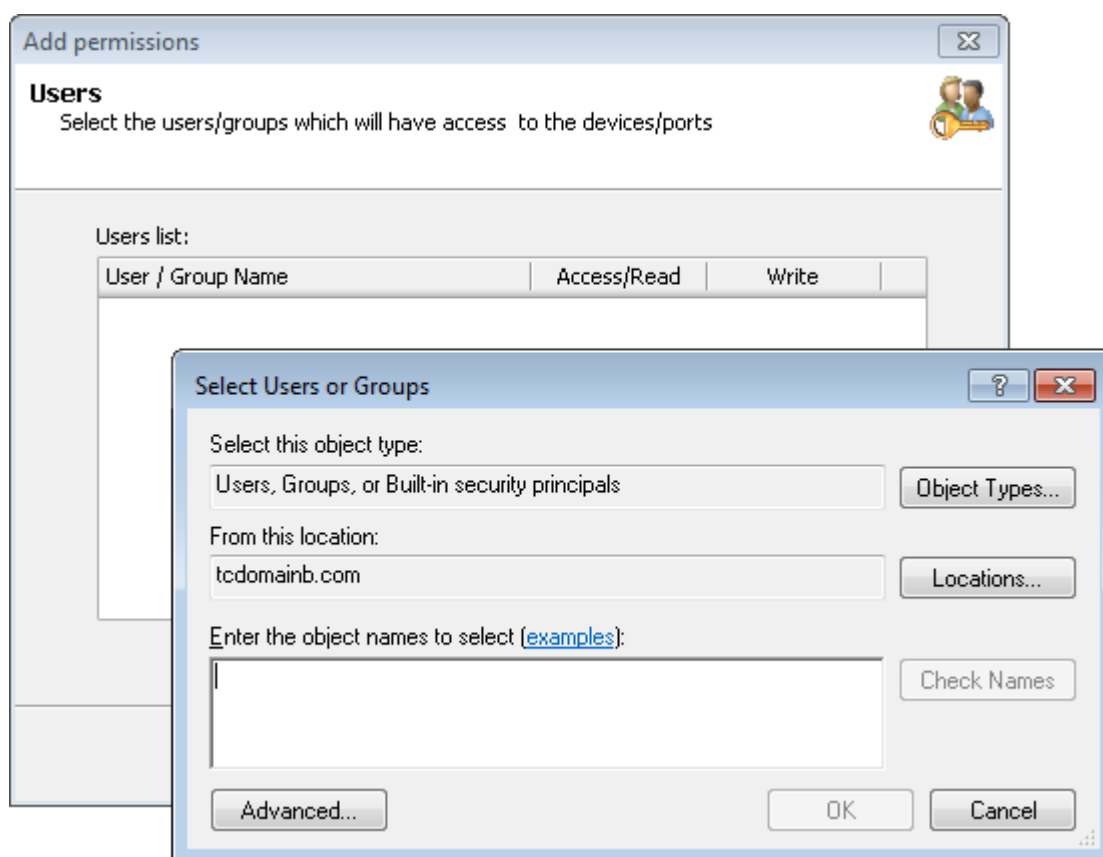 Add permissions
Users
Select the users/groups which will have access to the devices/ports
Users list:
User / Group Name Access/Read Write
Select Users or Groups
?
Select this object type:
Users, Groups, or Built-in security principals Object Types...
From this location:
tcdomainb.com Locations...
Enter the object names to select (examples):
Check Names
Advanced... OK Cancel